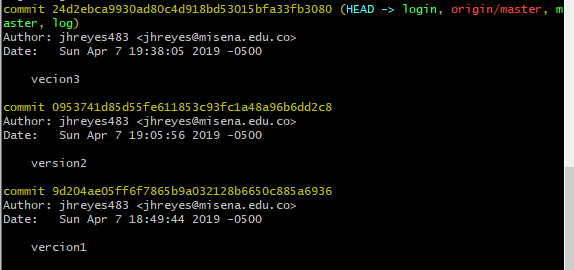 commit 24d2ebca9930ad80c4d918bd53015bfa33fb3080 (HEAD -> login, origin/master, m
aster, log)
Author: jhreyes483 <jhreyes@misena.edu.co>
Date:   Sun Apr 7 19:38:05 2019 -0500
    vecion3
commit 0953741d85d55fe611853c93fc1a48a96b6dd2c8
Author: jhreyes483 <jhreyes@misena.edu.co>
Date:   Sun Apr 7 19:05:56 2019 -0500
    version2
commit 9d204ae05ff6f7865b9a032128b6650c885a6936
Author: jhreyes483 <jhreyes@misena.edu.co>
Date:   Sun Apr 7 18:49:44 2019 -0500
    vercion1